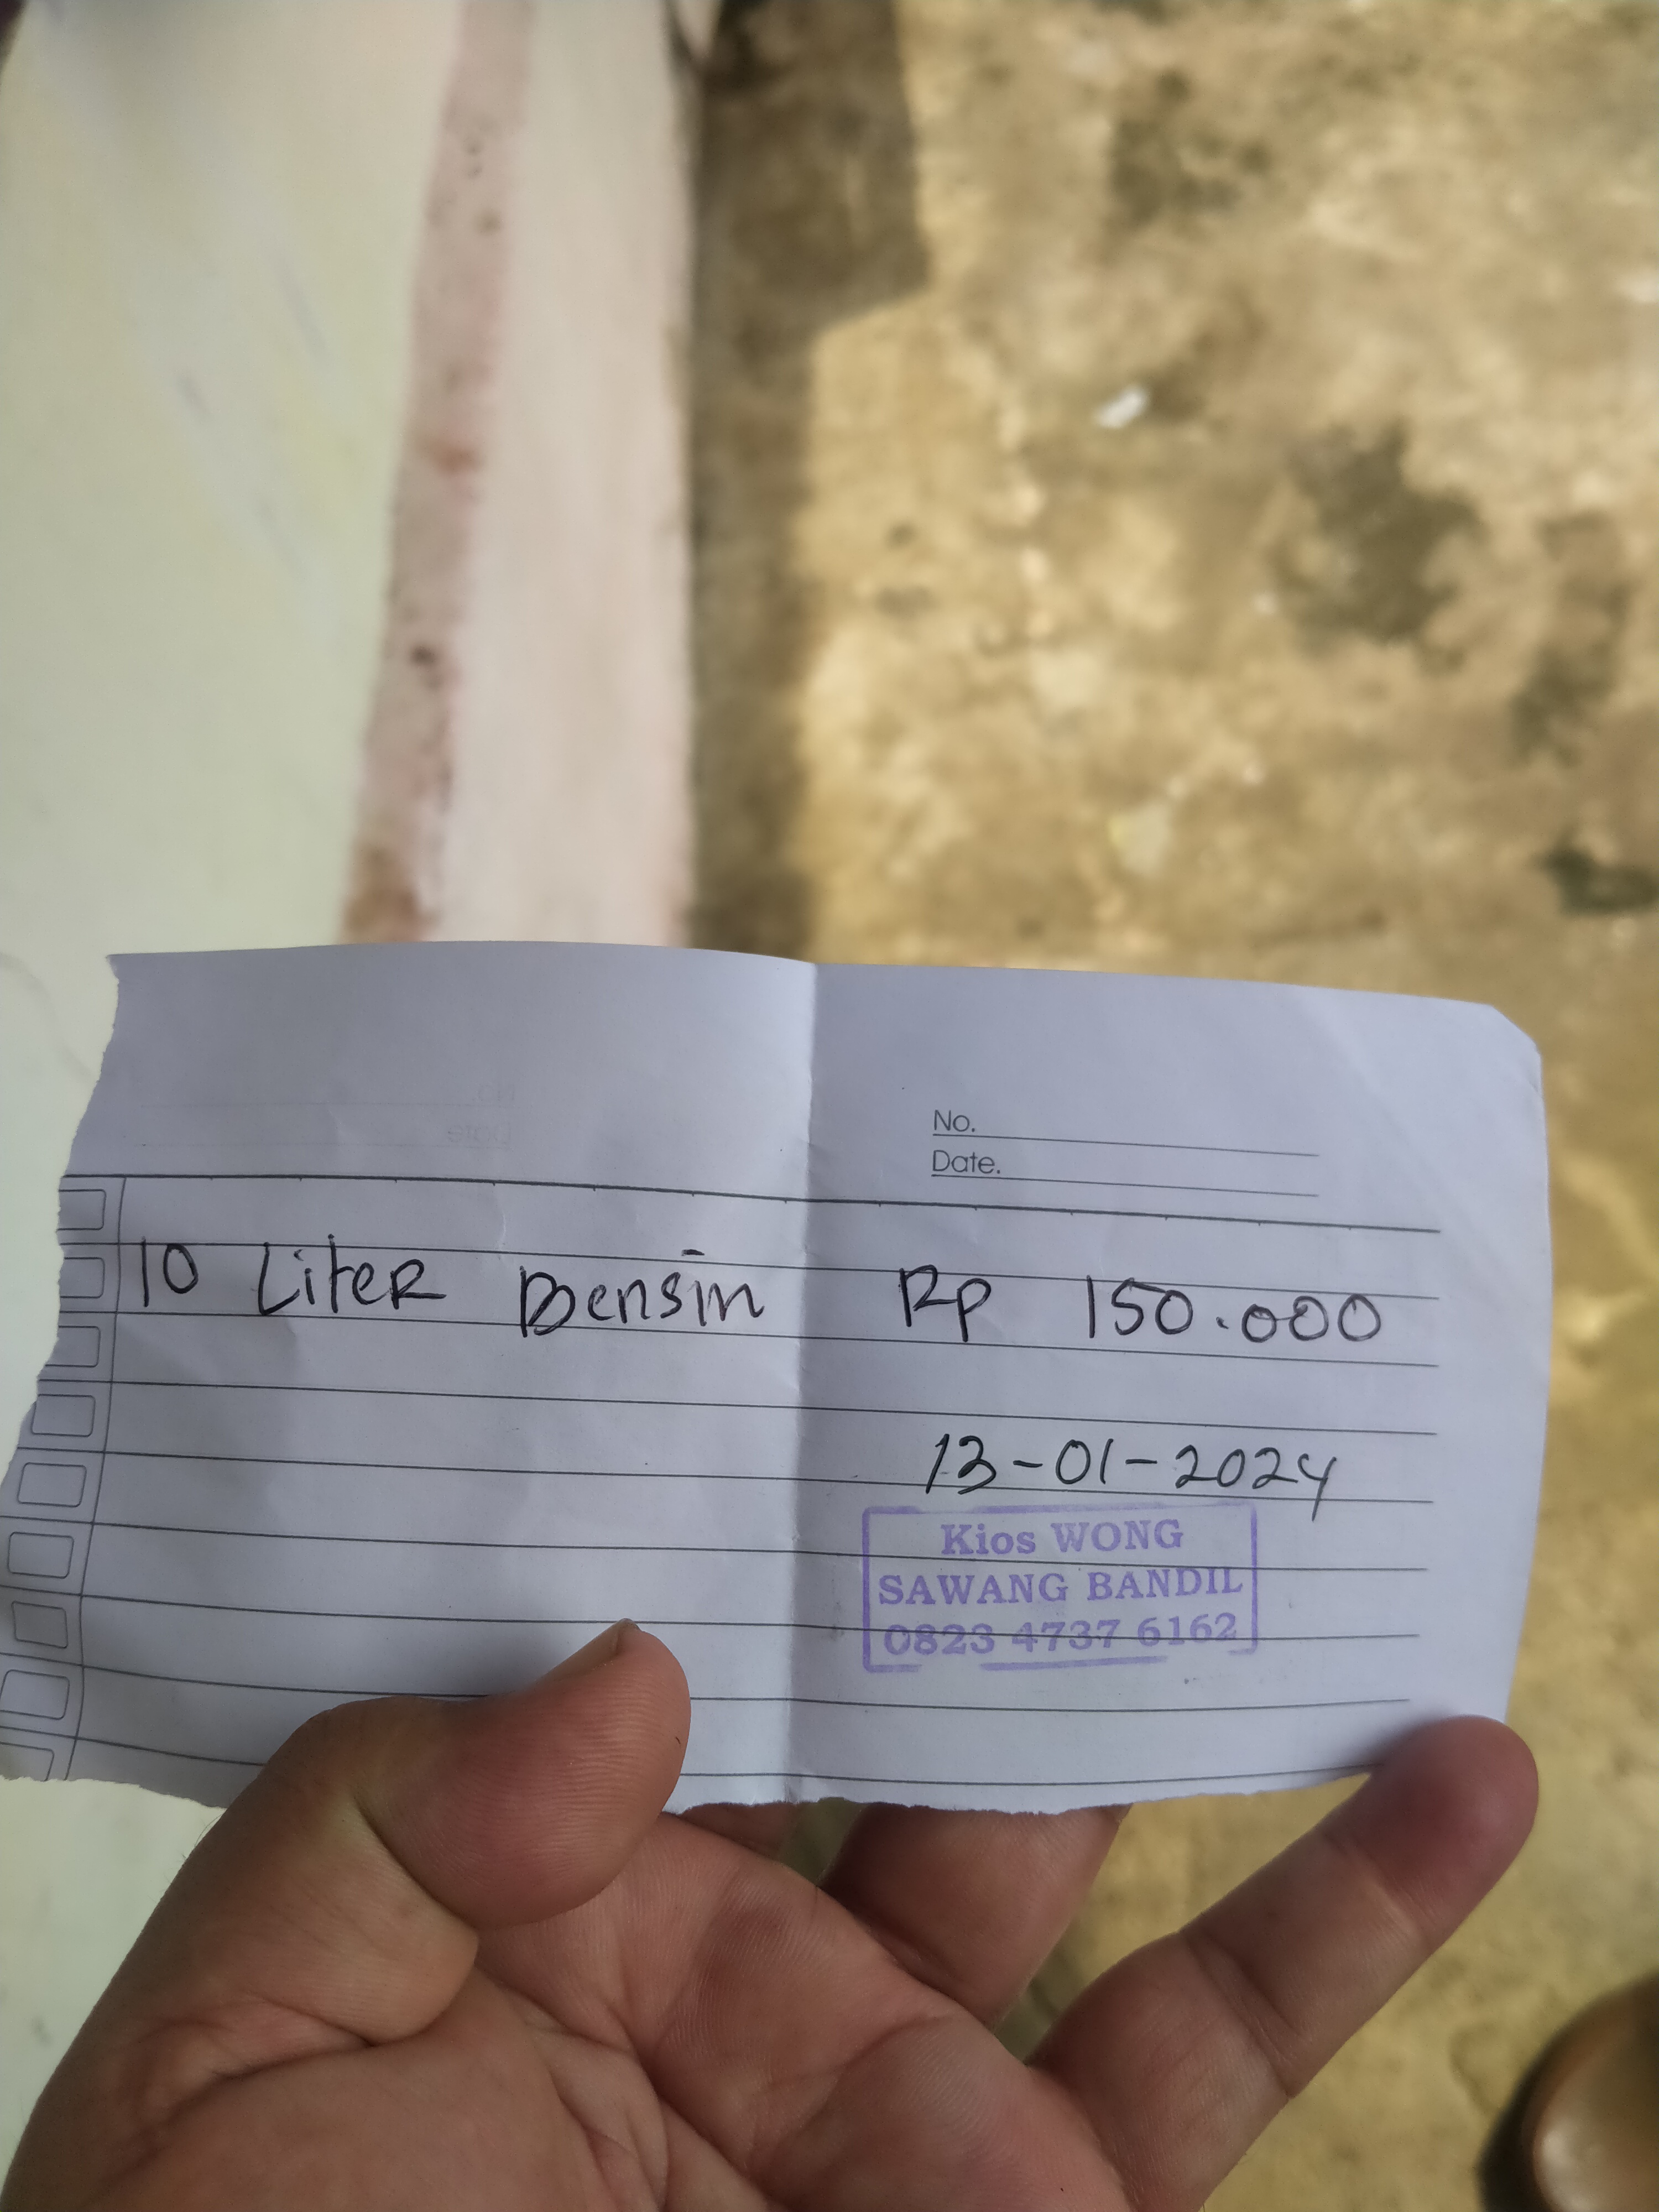 No.
Date.
10 Liter Bensin Rp 150.000
13-01-2024
Kios WONG
SAWANG BANDIL
0823 4737 6162